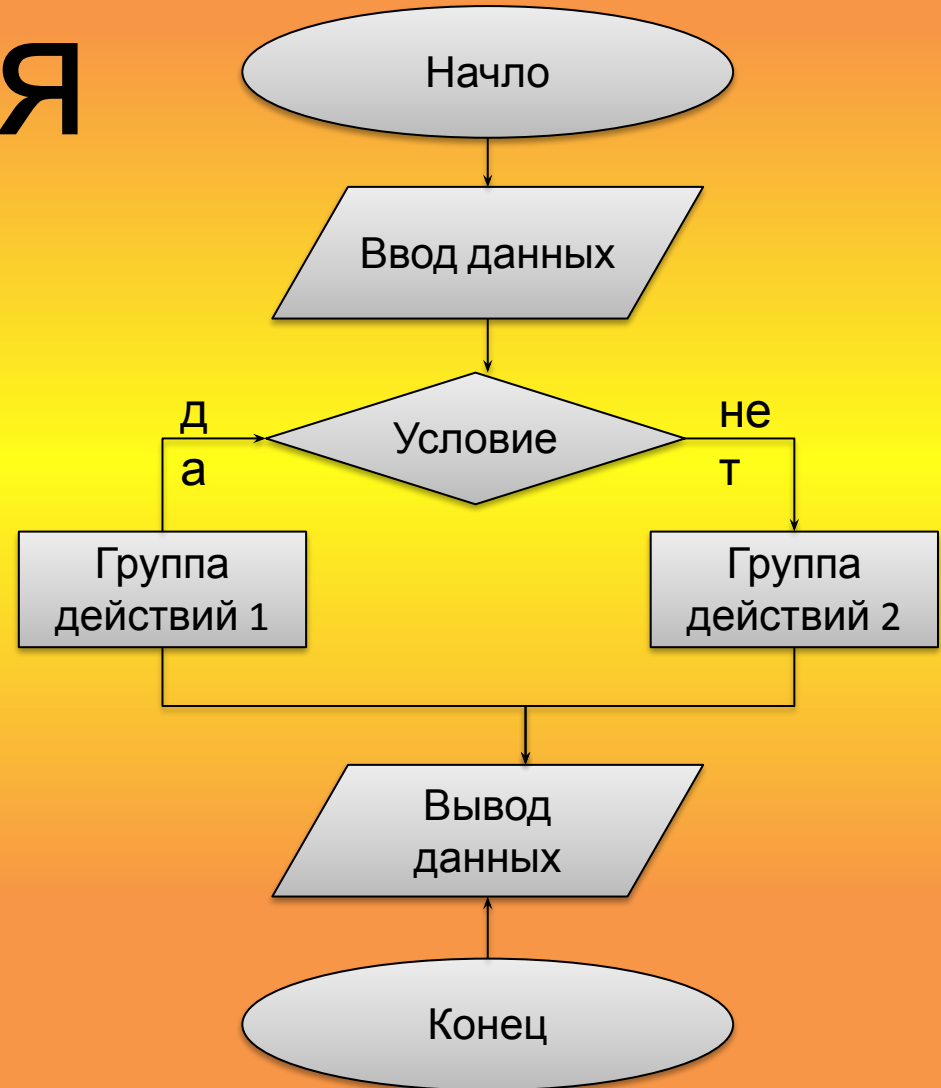 я
Начло
Ввод данных
Условие
д
а
не
т
Группа
действий 1
Группа
действий 2
Вывод
данных
Конец